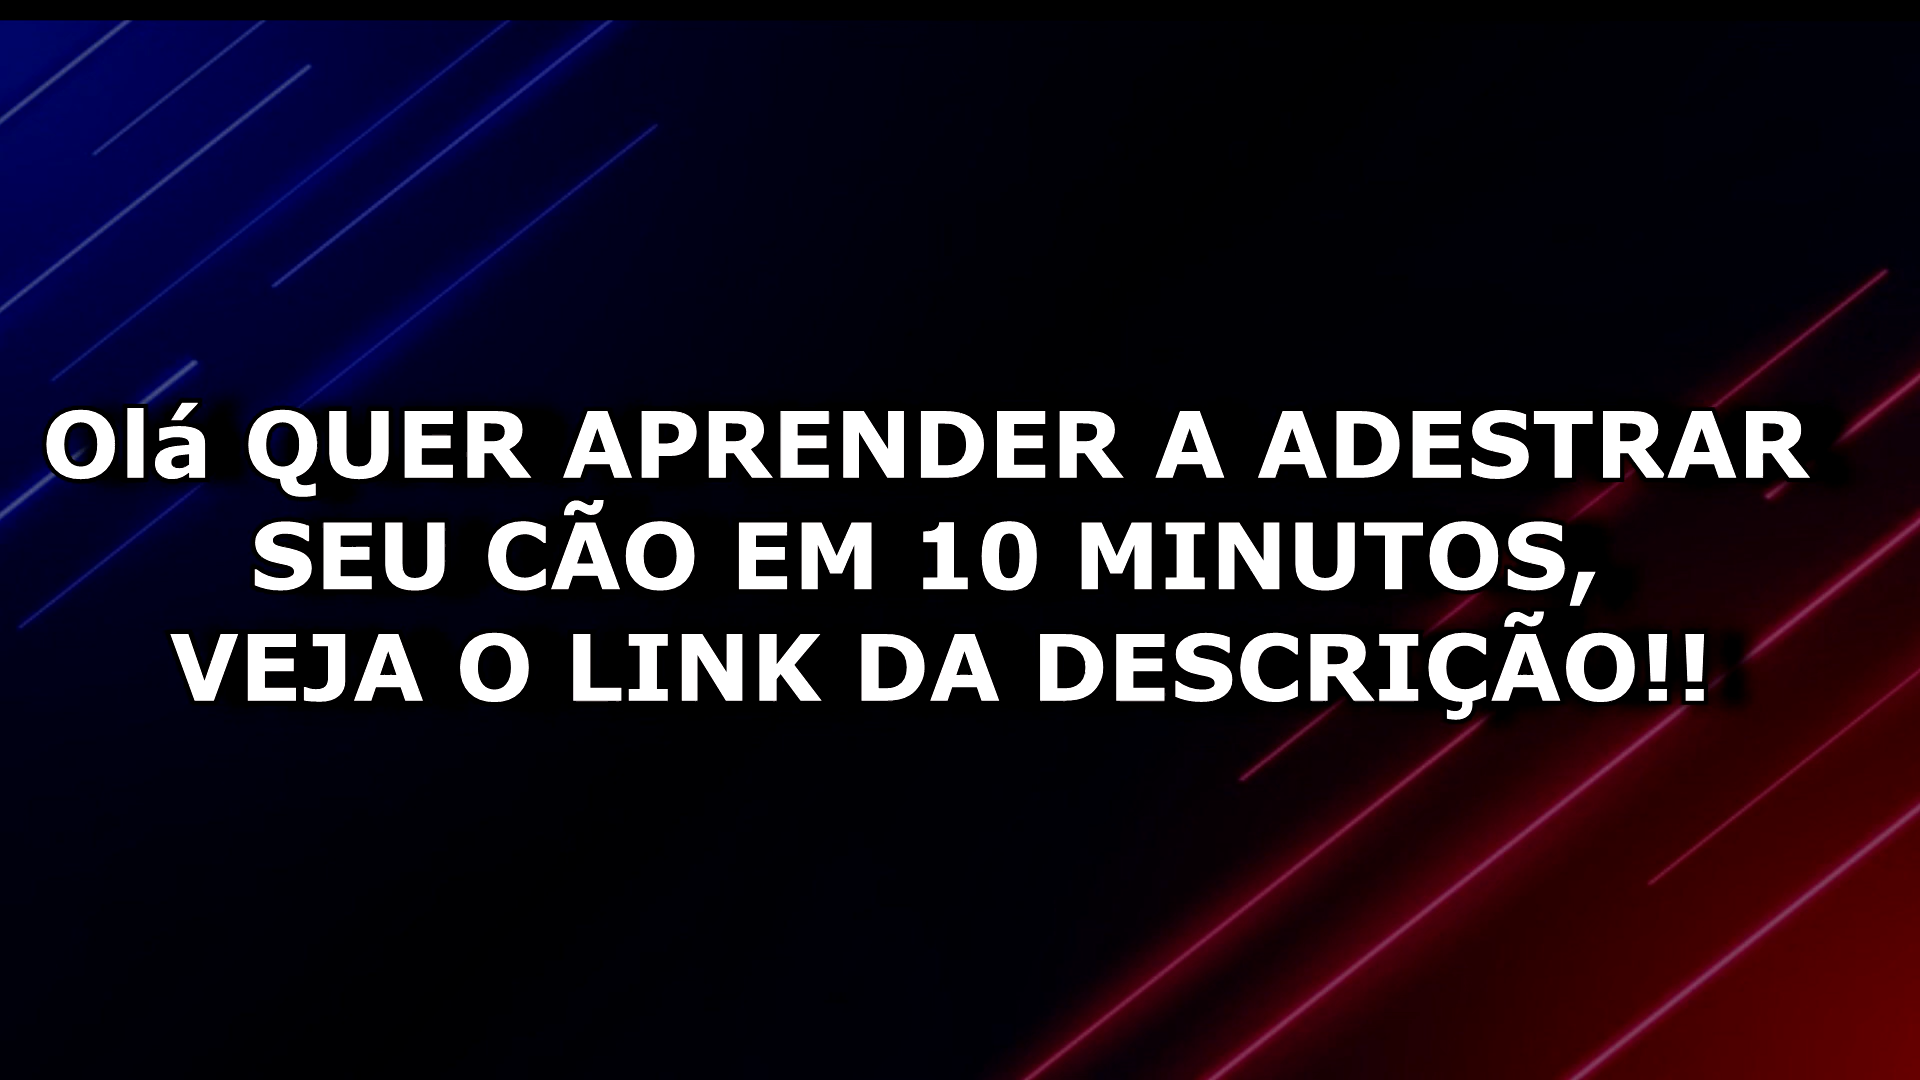 Olá QUER APRENDER A ADESTRAR
SEU CÃO EM 10 MINUTOS,
VEJA O LINK DA DESCRIÇÃO!!